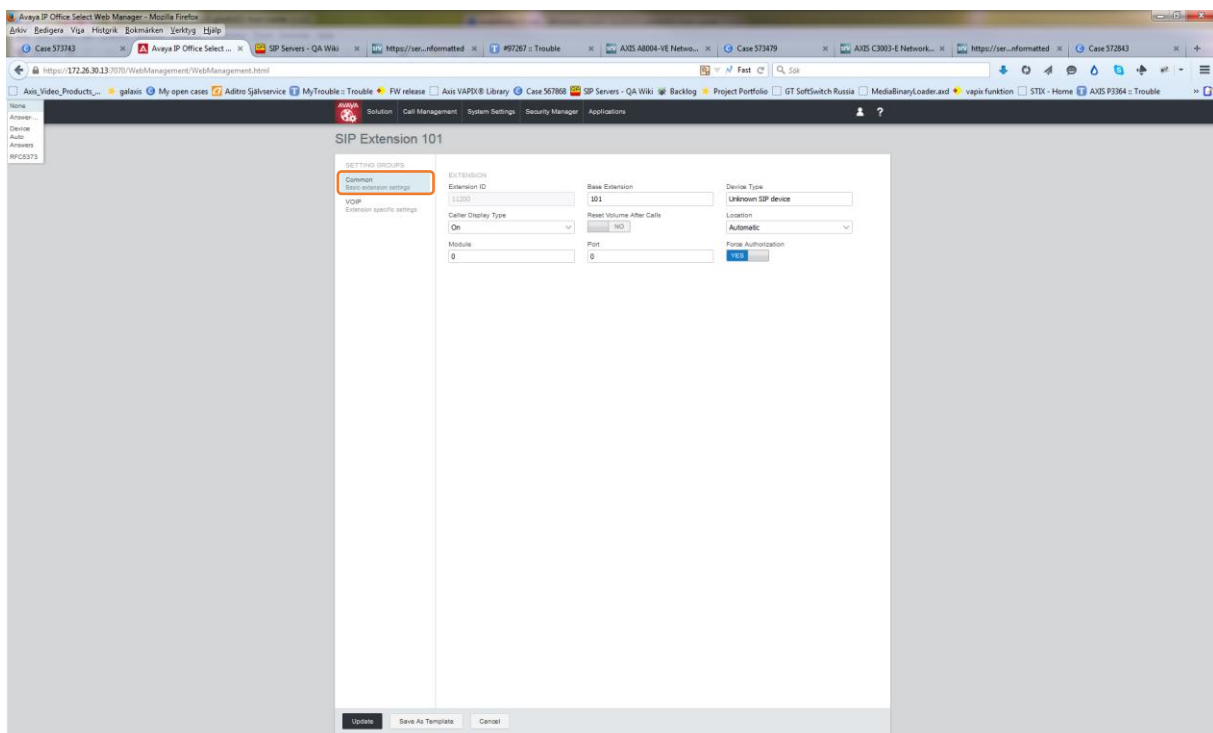 Avaya IP Office Select Web Manager - Mozilla Firefox
Arkiv Redigera Visa Historik Bokmärken Verktyg Hjälp
Case 573743 Avaya IP Office Select ... SIP Servers - QA Wiki https://ser...nformatted #97267 :: Trouble AXIS A8004-VE Netwo... Case 573479 AXIS C3003-E Network... https://ser...nformatted Case 572843
https://172.26.30.13:7070/WebManagement/WebManagement.html Fast Sök
Axis_Video_Products_... galaxis My open cases Aditro Självservice MyTrouble :: Trouble FW release Axis VAPIX® Library Case 567868 SIP Servers - QA Wiki Backlog Project Portfolio GT SoftSwitch Russia MediaBinaryLoader.axd vapix funktion STIX - Home AXIS P3364 :: Trouble
None
Answer...
Device
Auto
Answers
RFC5373
AVAYA
Solution Call Management System Settings Security Manager Applications ?
SIP Extension 101
SETTING GROUPS
Common
Basic extension settings
VOIP
Extension specific settings
EXTENSION
Extension ID Base Extension Device Type
11200 101 Unknown SIP device
Caller Display Type Reset Volume After Calls Location
On NO Automatic
Module Port Force Authorization
0 0 YES
Update Save As Template Cancel